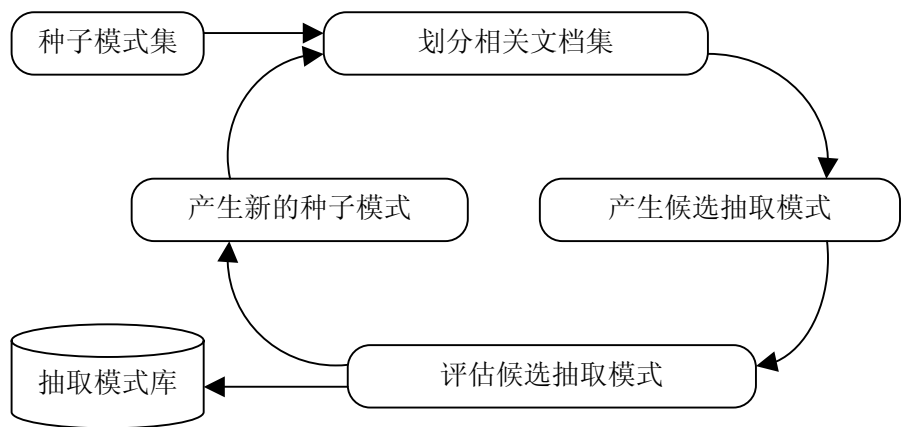 种子模式集
划分相关文档集
产生新的种子模式
产生候选抽取模式
抽取模式库
评估候选抽取模式